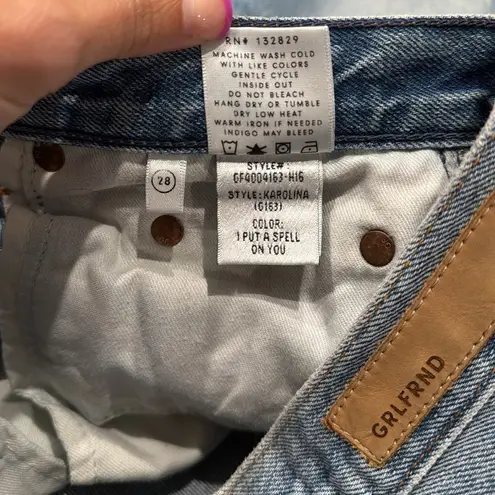 RN# 132829
MACHINE WASH COLD
WITH LIKE COLORS
GENTLE CYCLE
INSIDE OUT
DO NOT BLEACH
HANG DRY OR TUMBLE
DRY LOW HEAT
WARM IRON IF NEEDED
INDIGO MAY BLEED
28
STYLE#
GF4004163-H16
STYLE:KAROLINA
(G163)
COLOR:
I PUT A SPELL
ON YOU
GRLFRND